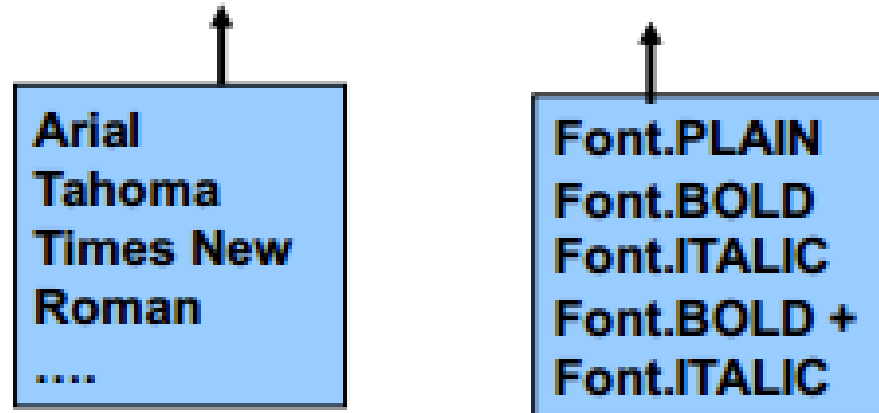 Arial
Tahoma
Times New
Roman
....
Font.PLAIN
Font.BOLD
Font.ITALIC
Font.BOLD +
Font.ITALIC